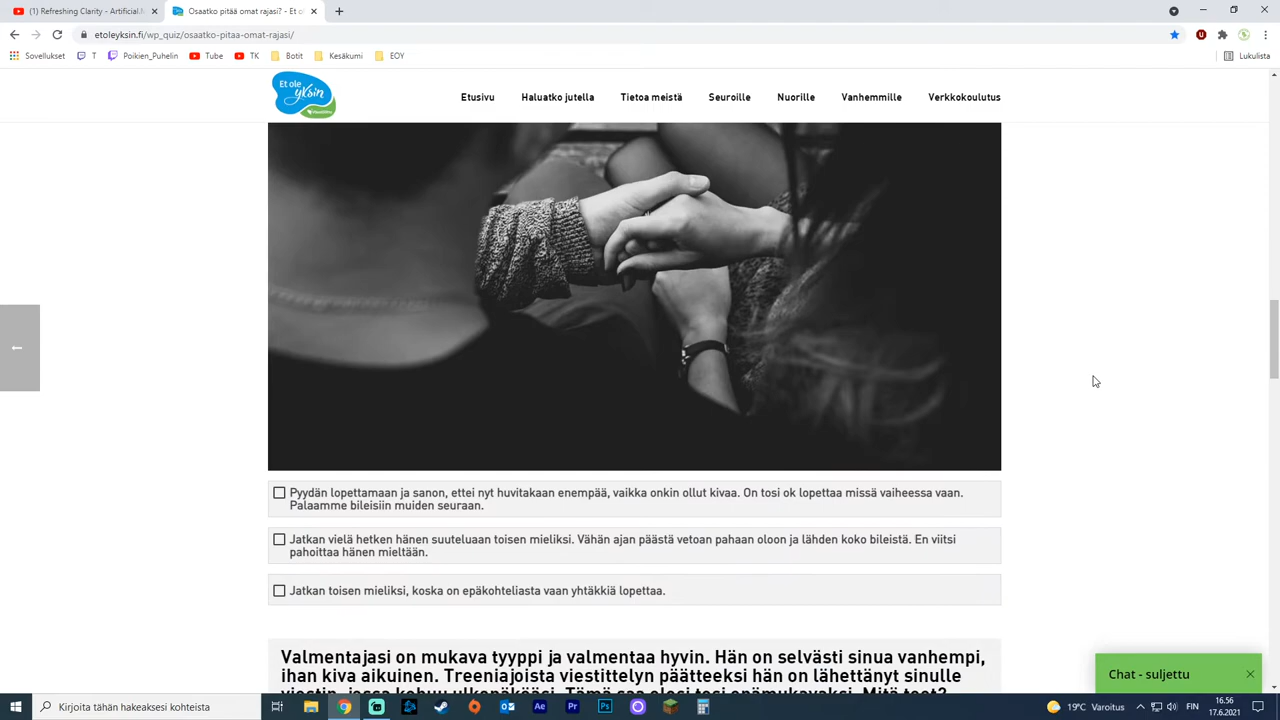 (1) Refreshing Clarity - Artificial.M
Osaatko pitää omat rajasi? - Et o
etoleyksin.fi/wp_quiz/osaatko-pitaa-omat-rajasi/
Sovellukset T Poikien_Puhelin Tube TK Botit Kesäkumi EOY Lukulista
Et ole yksin
Etusivu Haluatko jutella Tietoa meistä Seuroille Nuorille Vanhemmille Verkkokoulutus
Pyydän lopettamaan ja sanon, ettei nyt huvitakaan enempää, vaikka onkin ollut kivaa. On tosi ok lopettaa missä vaiheessa vaan.
Palaamme bileisiin muiden seuraan.
Jatkan vielä hetken hänen suuteluaan toisen mieliksi. Vähän ajan päästä vetoan pahaan oloon ja lähden koko bileistä. En viitsi
pahoittaa hänen mieltään.
Jatkan toisen mieliksi, koska on epäkohteliasta vaan yhtäkkiä lopettaa.
Valmentajasi on mukava tyyppi ja valmentaa hyvin. Hän on selvästi sinua vanhempi,
ihan kiva aikuinen. Treeniajoista viestittelyn päätteeksi hän on lähettänyt sinulle
Chat - suljettu
Kirjoita tähän hakeaksesi kohteista
19°C Varoitus
FIN
16.56
17.6.2021